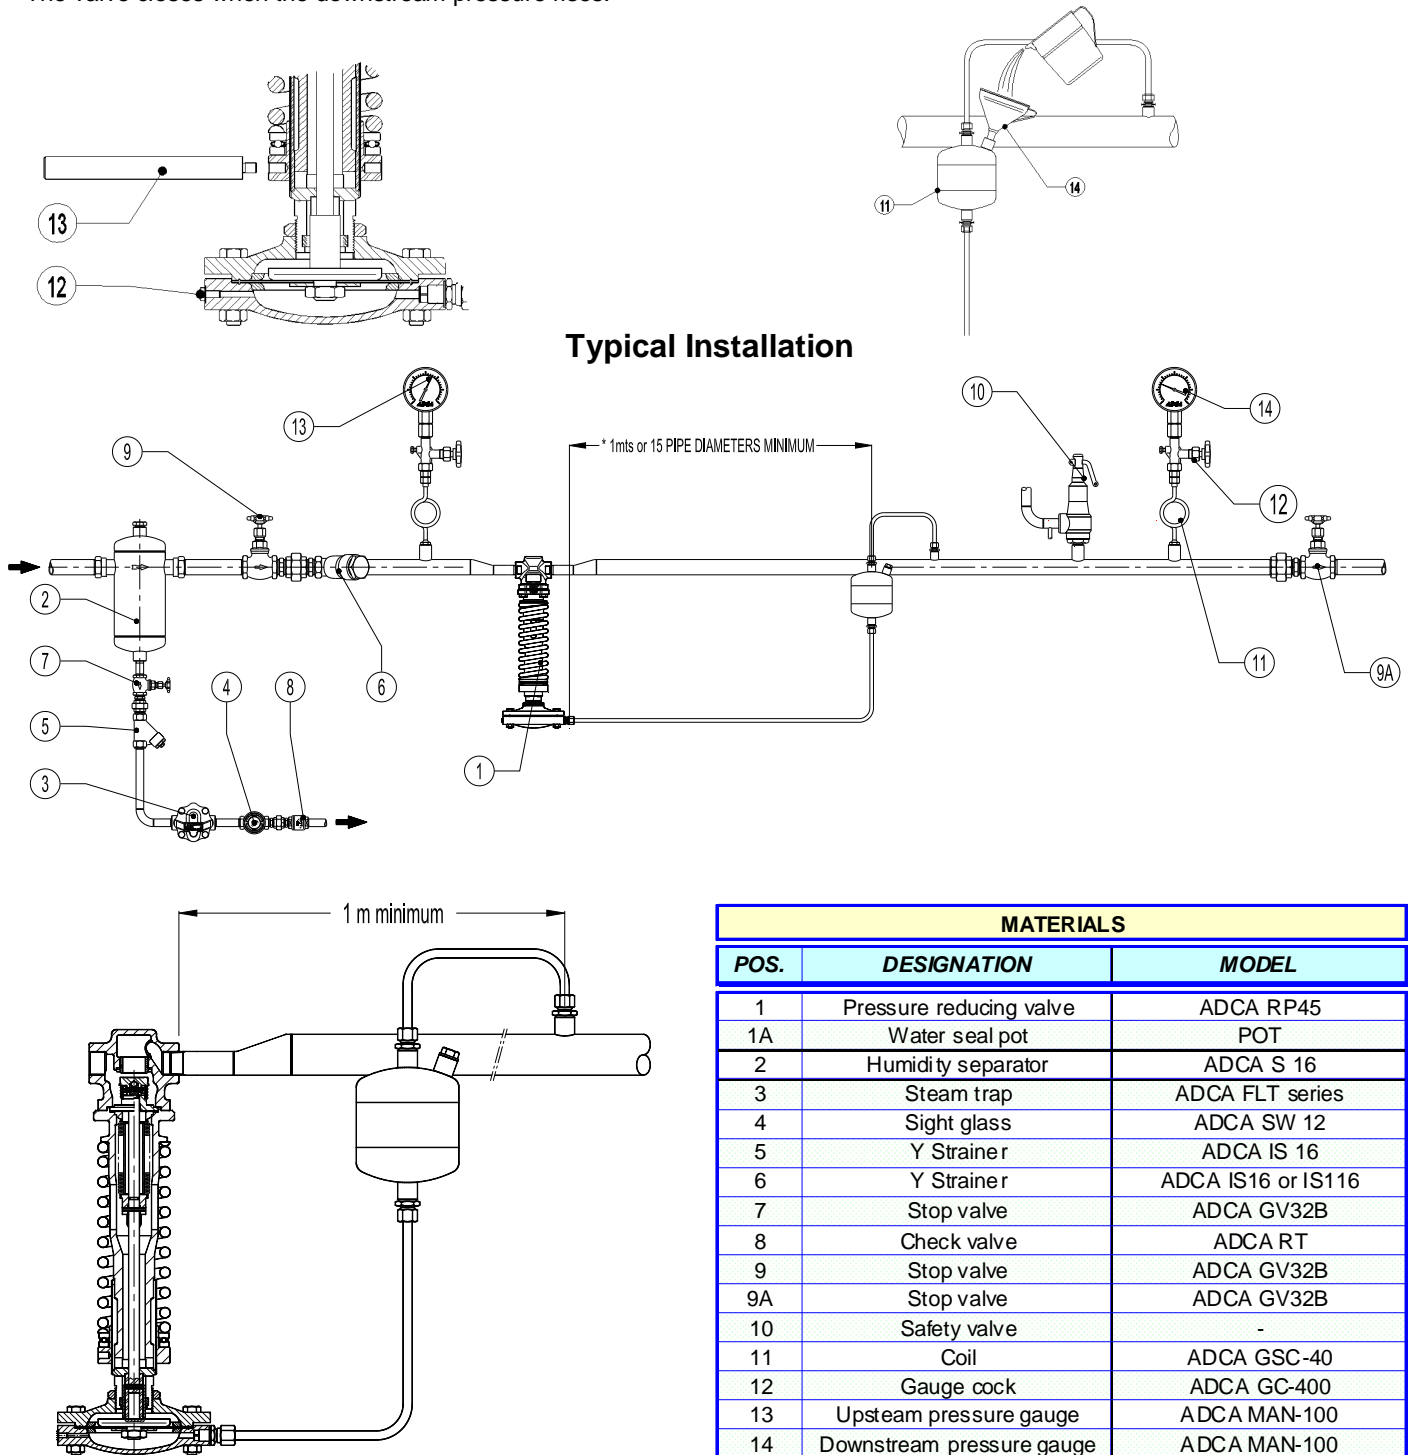 The valve closes when the downstream pressure rises.
13
12
11
14
Typical Installation
13
10
14
9
* 1mts or 15 PIPE DIAMETERS MINIMUM
12
2
11
7
4
8
6
9A
5
1
3
1 m minimum
MATERIALS
POS. DESIGNATION MODEL
1 Pressure reducing valve ADCA RP45
1A Water seal pot POT
2 Humidity separator ADCA S 16
3 Steam trap ADCA FLT series
4 Sight glass ADCA SW 12
5 Y Strainer ADCA IS 16
6 Y Strainer ADCA IS16 or IS116
7 Stop valve ADCA GV32B
8 Check valve ADCA RT
9 Stop valve ADCA GV32B
9A Stop valve ADCA GV32B
10 Safety valve -
11 Coil ADCA GSC-40
12 Gauge cock ADCA GC-400
13 Upsteam pressure gauge ADCA MAN-100
14 Downstream pressure gauge ADCA MAN-100